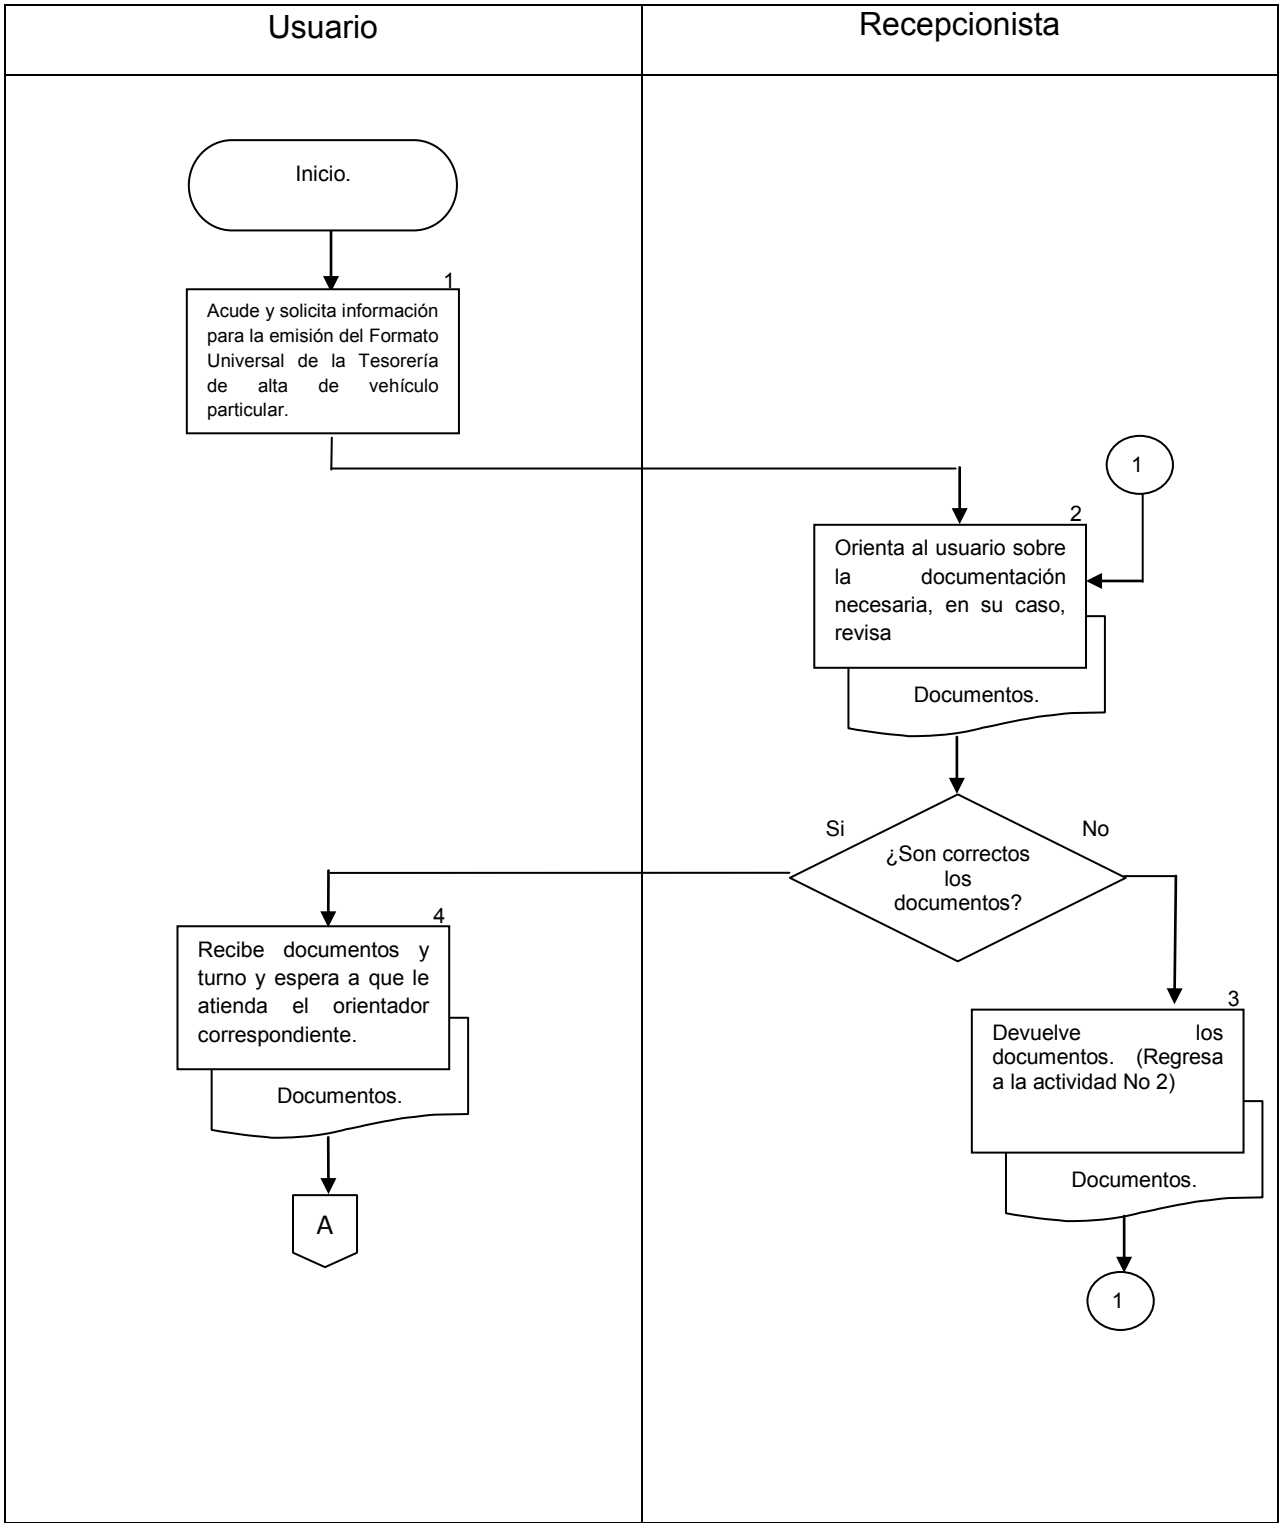 Usuario
Recepcionista
Inicio.
1
Acude y solicita información
para la emisión del Formato
Universal de la Tesorería
de alta de vehículo
particular.
1
2
Orienta al usuario sobre
la documentación
necesaria, en su caso,
revisa
Documentos.
Si
No
¿Son correctos
los
documentos?
4
Recibe documentos y
turno y espera a que le
atienda el orientador
correspondiente.
Documentos.
A
3
Devuelve los
documentos. (Regresa
a la actividad No 2)
Documentos.
1